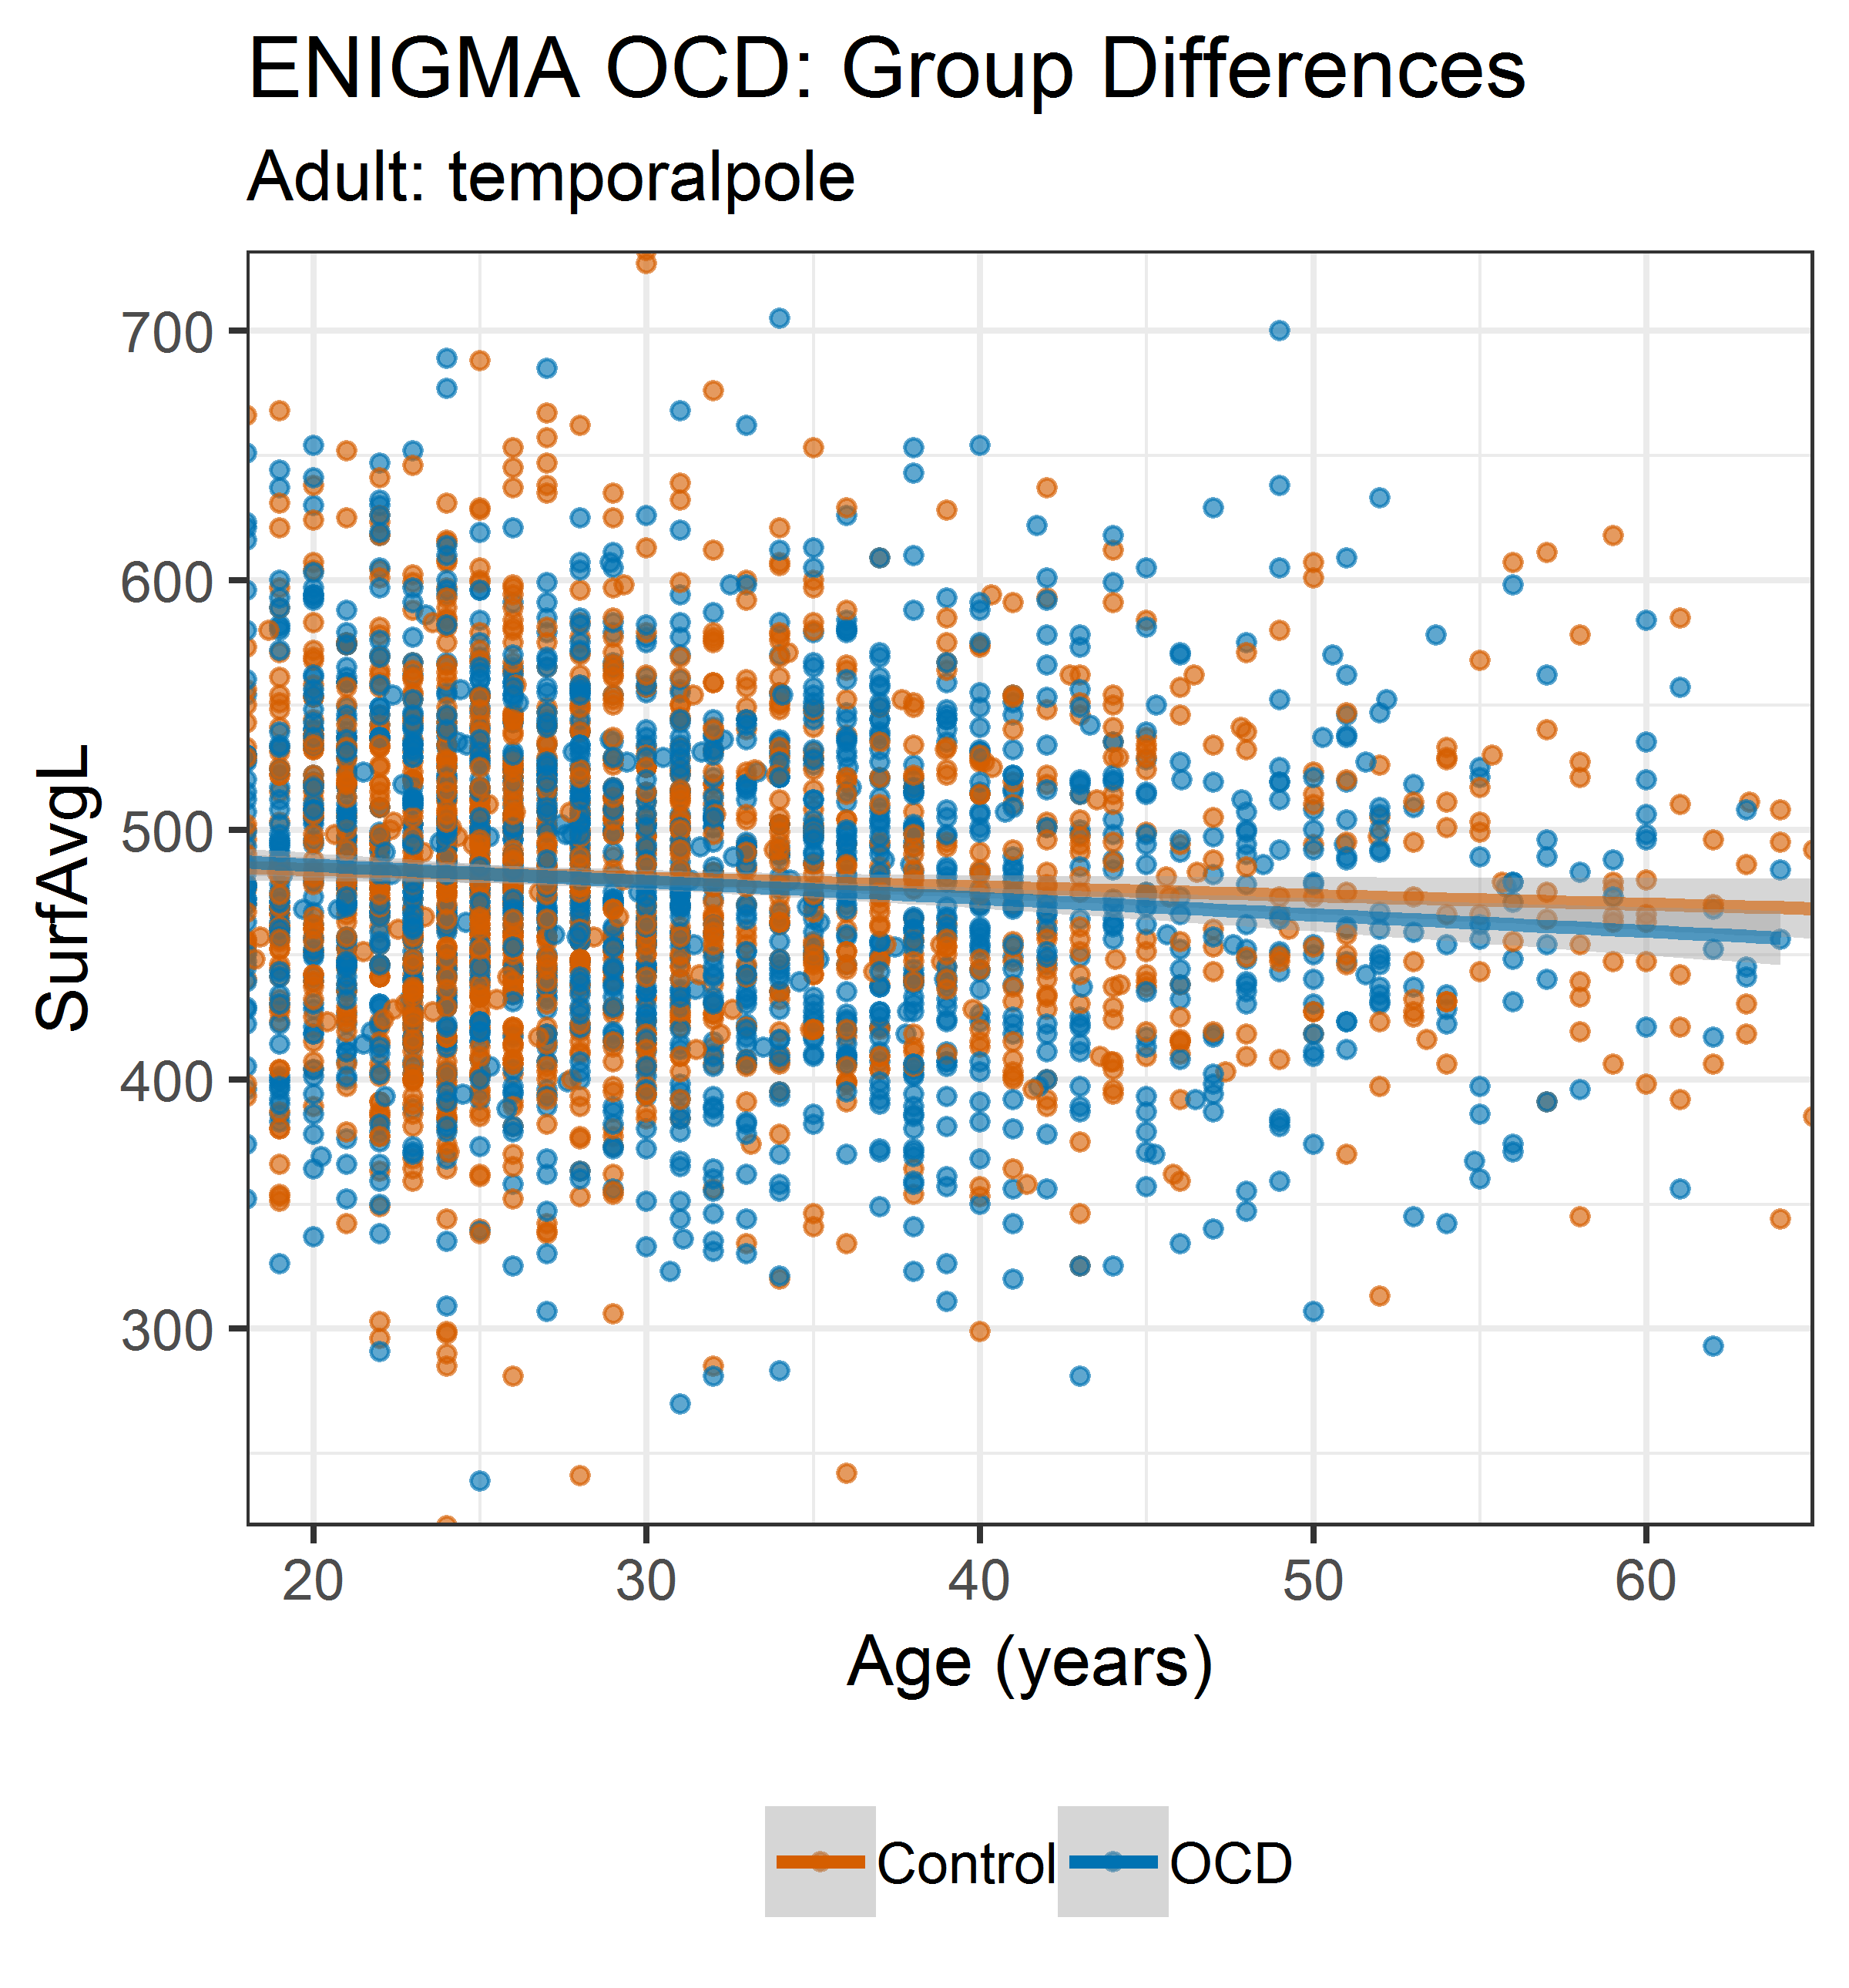 ENIGMA OCD: Group Differences
Adult: temporalpole
SurfAvgL
700
600
500
400
300
20 30 40 50 60
Age (years)
Control OCD